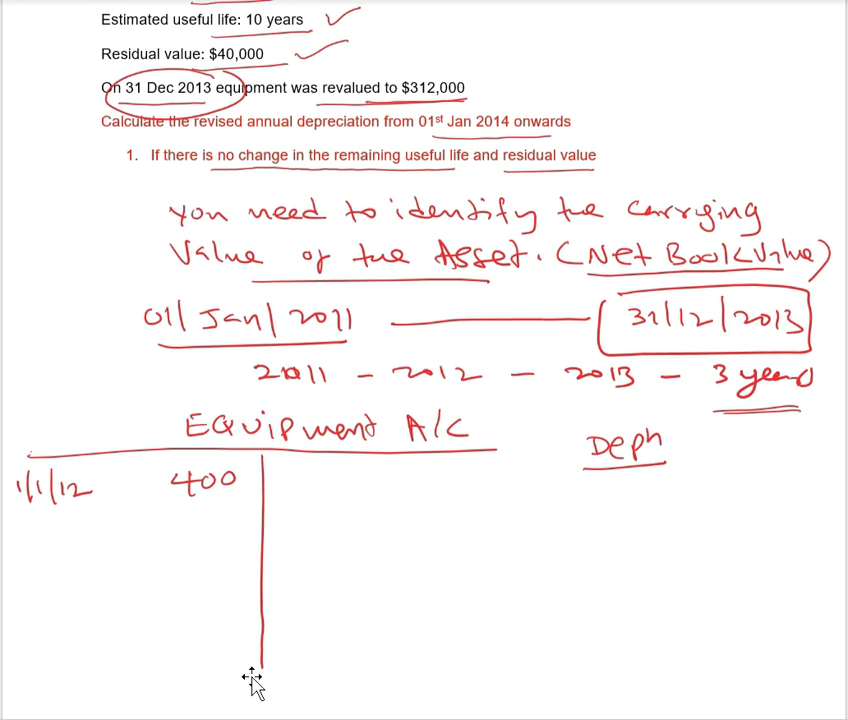 Estimated useful life: 10 years
Residual value: $40,000
On 31 Dec 2013 equipment was revalued to $312,000
Calculate the revised annual depreciation from 01st Jan 2014 onwards
1. If there is no change in the remaining useful life and residual value
you need to identify the carrying
Value of the Asset. (Net Book Value)
01/Jan/2011 ——— 31/12/2013
2011 - 2012 - 2013 - 3 years
Equipment A/C
Deph
1/1/12 400